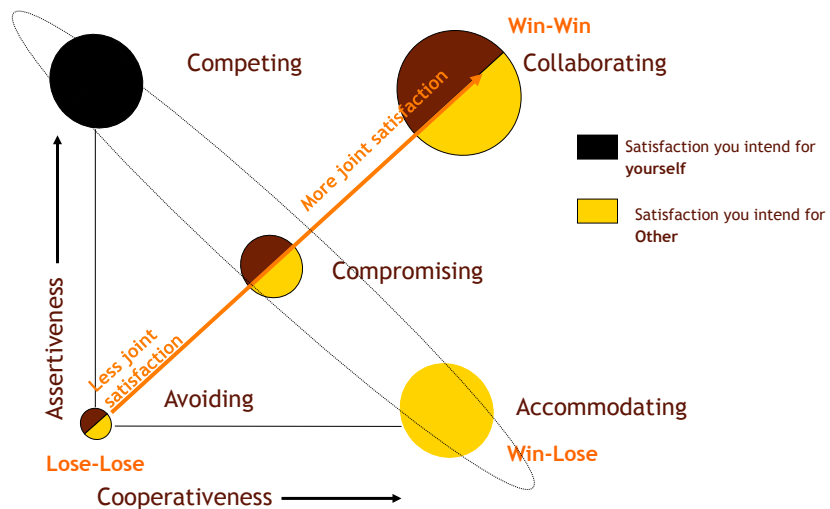 Win-Win
Competing
Collaborating
More joint satisfaction
Satisfaction you intend for
yourself
Satisfaction you intend for
Other
Compromising
Assertiveness
Less joint
satisfaction
Avoiding
Accommodating
Lose-Lose
Win-Lose
Cooperativeness